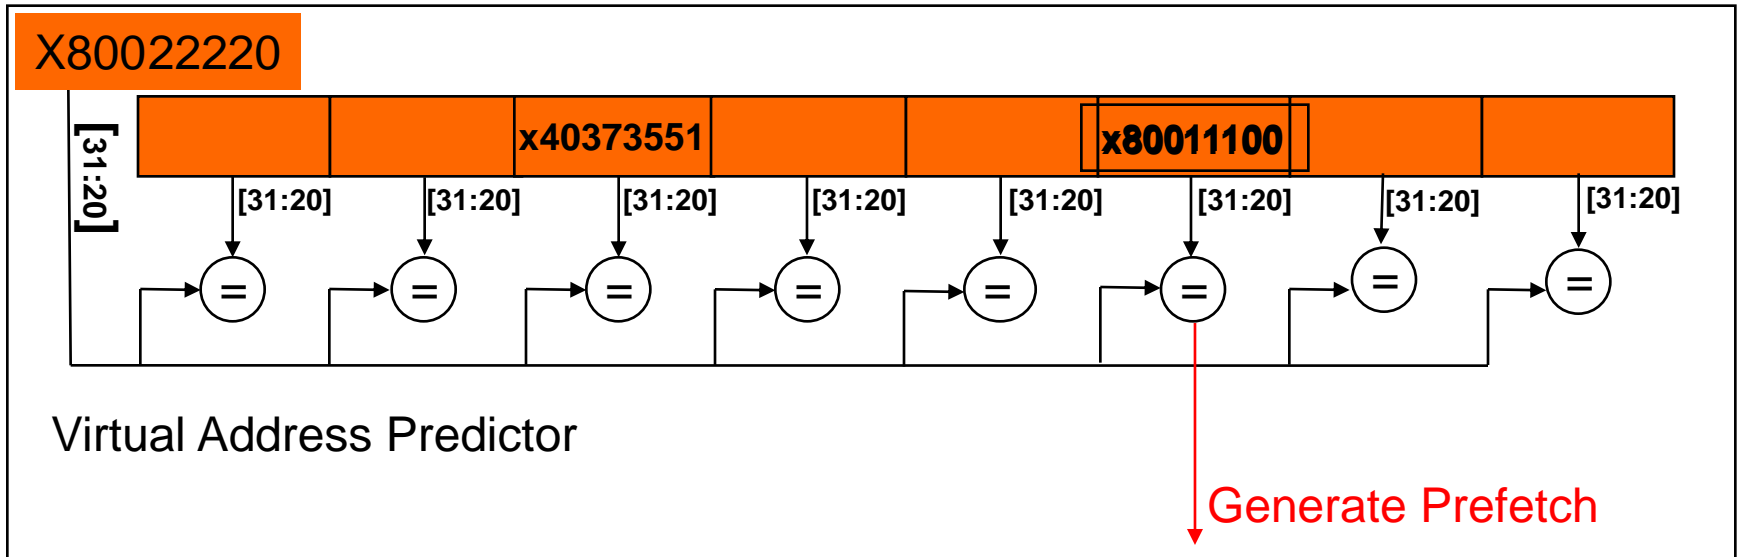 X80022220
[31:20]
x40373551 x80011100
[31:20] [31:20] [31:20] [31:20] [31:20] [31:20] [31:20] [31:20]
= = = = = = = =
Virtual Address Predictor
Generate Prefetch